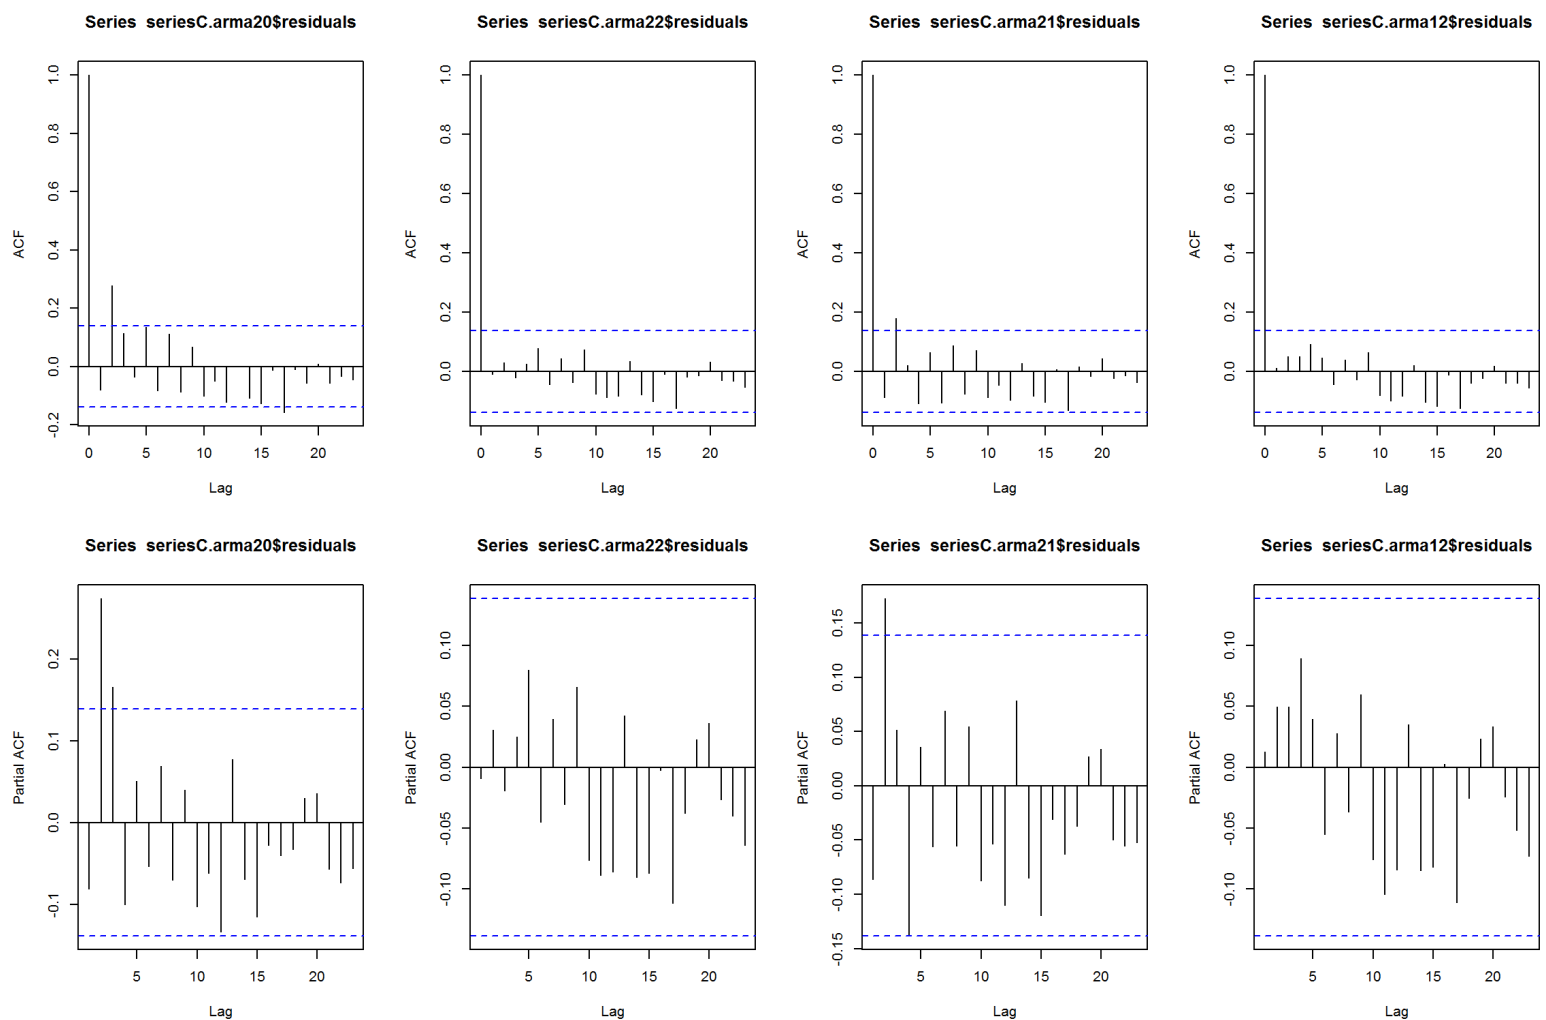 Series seriesC.arma20$residuals
ACF
-0.2 0.0 0.2 0.4 0.6 0.8 1.0
0 5 10 15 20
Lag
Series seriesC.arma22$residuals
ACF
0.0 0.2 0.4 0.6 0.8 1.0
0 5 10 15 20
Lag
Series seriesC.arma21$residuals
ACF
0.0 0.2 0.4 0.6 0.8 1.0
0 5 10 15 20
Lag
Series seriesC.arma12$residuals
ACF
0.0 0.2 0.4 0.6 0.8 1.0
0 5 10 15 20
Lag
Series seriesC.arma20$residuals
Partial ACF
-0.1 0.0 0.1 0.2
5 10 15 20
Lag
Series seriesC.arma22$residuals
Partial ACF
-0.10 -0.05 0.00 0.05 0.10
5 10 15 20
Lag
Series seriesC.arma21$residuals
Partial ACF
-0.15 -0.10 -0.05 0.00 0.05 0.10 0.15
5 10 15 20
Lag
Series seriesC.arma12$residuals
Partial ACF
-0.10 -0.05 0.00 0.05 0.10
5 10 15 20
Lag